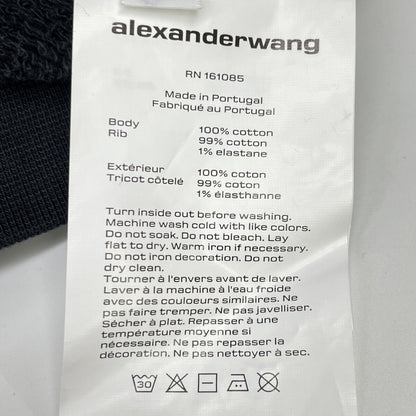 alexanderwang
RN 161085
Made in Portugal
Fabriqué au Portugal
Body 100% cotton
Rib 99% cotton
1% elastane
Extérieur 100% coton
Tricot côtelé 99% coton
1% élasthanne
Turn inside out before washing.
Machine wash cold with like colors.
Do not soak. Do not bleach. Lay
flat to dry. Warm iron if necessary.
Do not iron decoration. Do not
dry clean.
Tourner à l'envers avant de laver.
Laver à la machine à l'eau froide
avec des couloeurs similaires. Ne
pas faire tremper. Ne pas javelliser.
Sécher à plat. Repasser à une
température moyenne si
nécessaire. Ne pas repasser la
décoration. Ne pas nettoyer à sec.
30